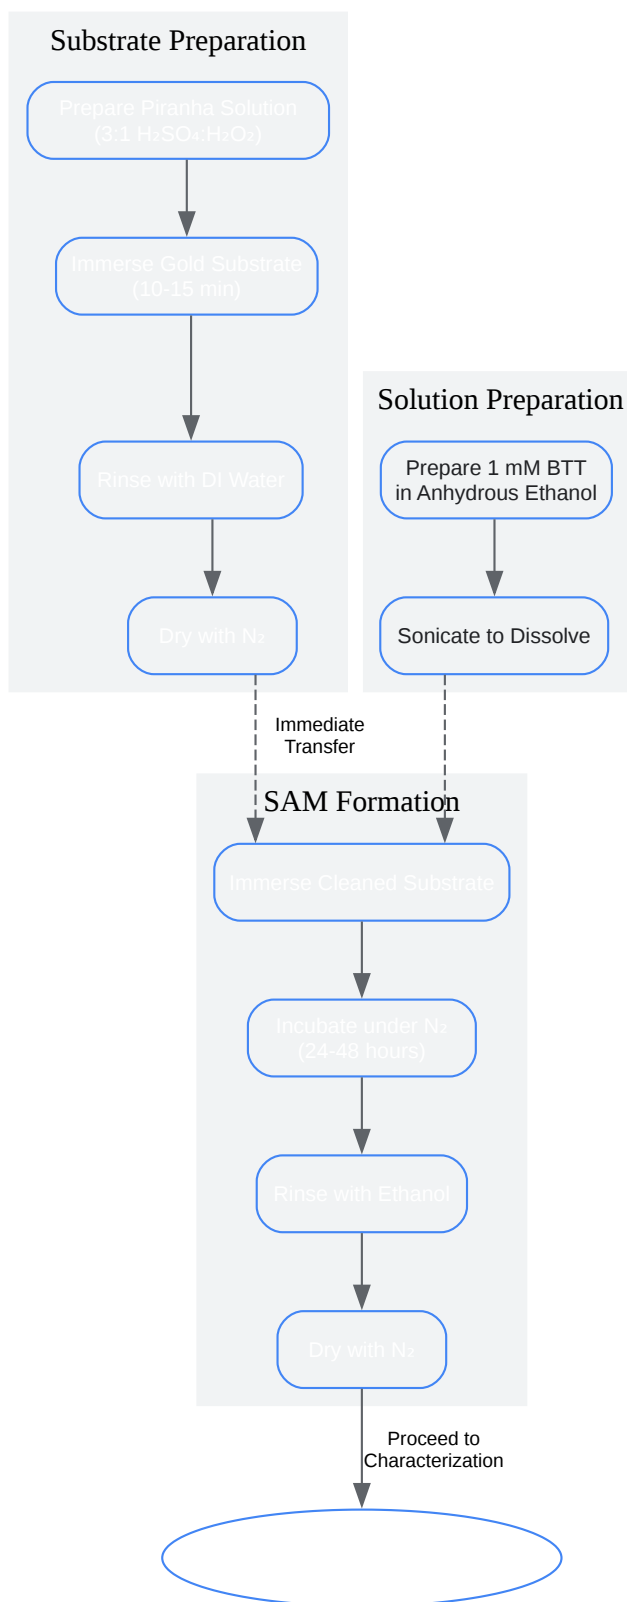 Substrate Preparation
Prepare Piranha Solution
(3:1 H₂SO₄:H₂O₂)
Immerse Gold Substrate
(10-15 min)
Rinse with DI Water
Dry with N₂
Solution Preparation
Prepare 1 mM BTT
in Anhydrous Ethanol
Sonicate to Dissolve
Immediate
Transfer
SAM Formation
Immerse Cleaned Substrate
Incubate under N₂
(24-48 hours)
Rinse with Ethanol
Dry with N₂
Proceed to
Characterization